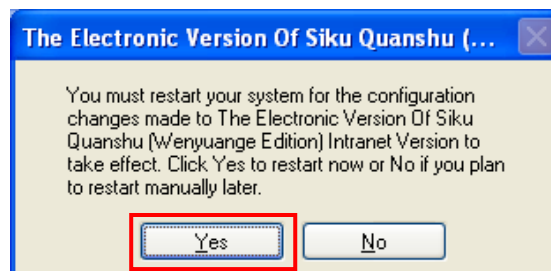 The Electronic Version Of Siku Quanshu (...
You must restart your system for the configuration
changes made to The Electronic Version Of Siku
Quanshu (Wenyuange Edition) Intranet Version to
take effect. Click Yes to restart now or No if you plan
to restart manually later.
Yes No